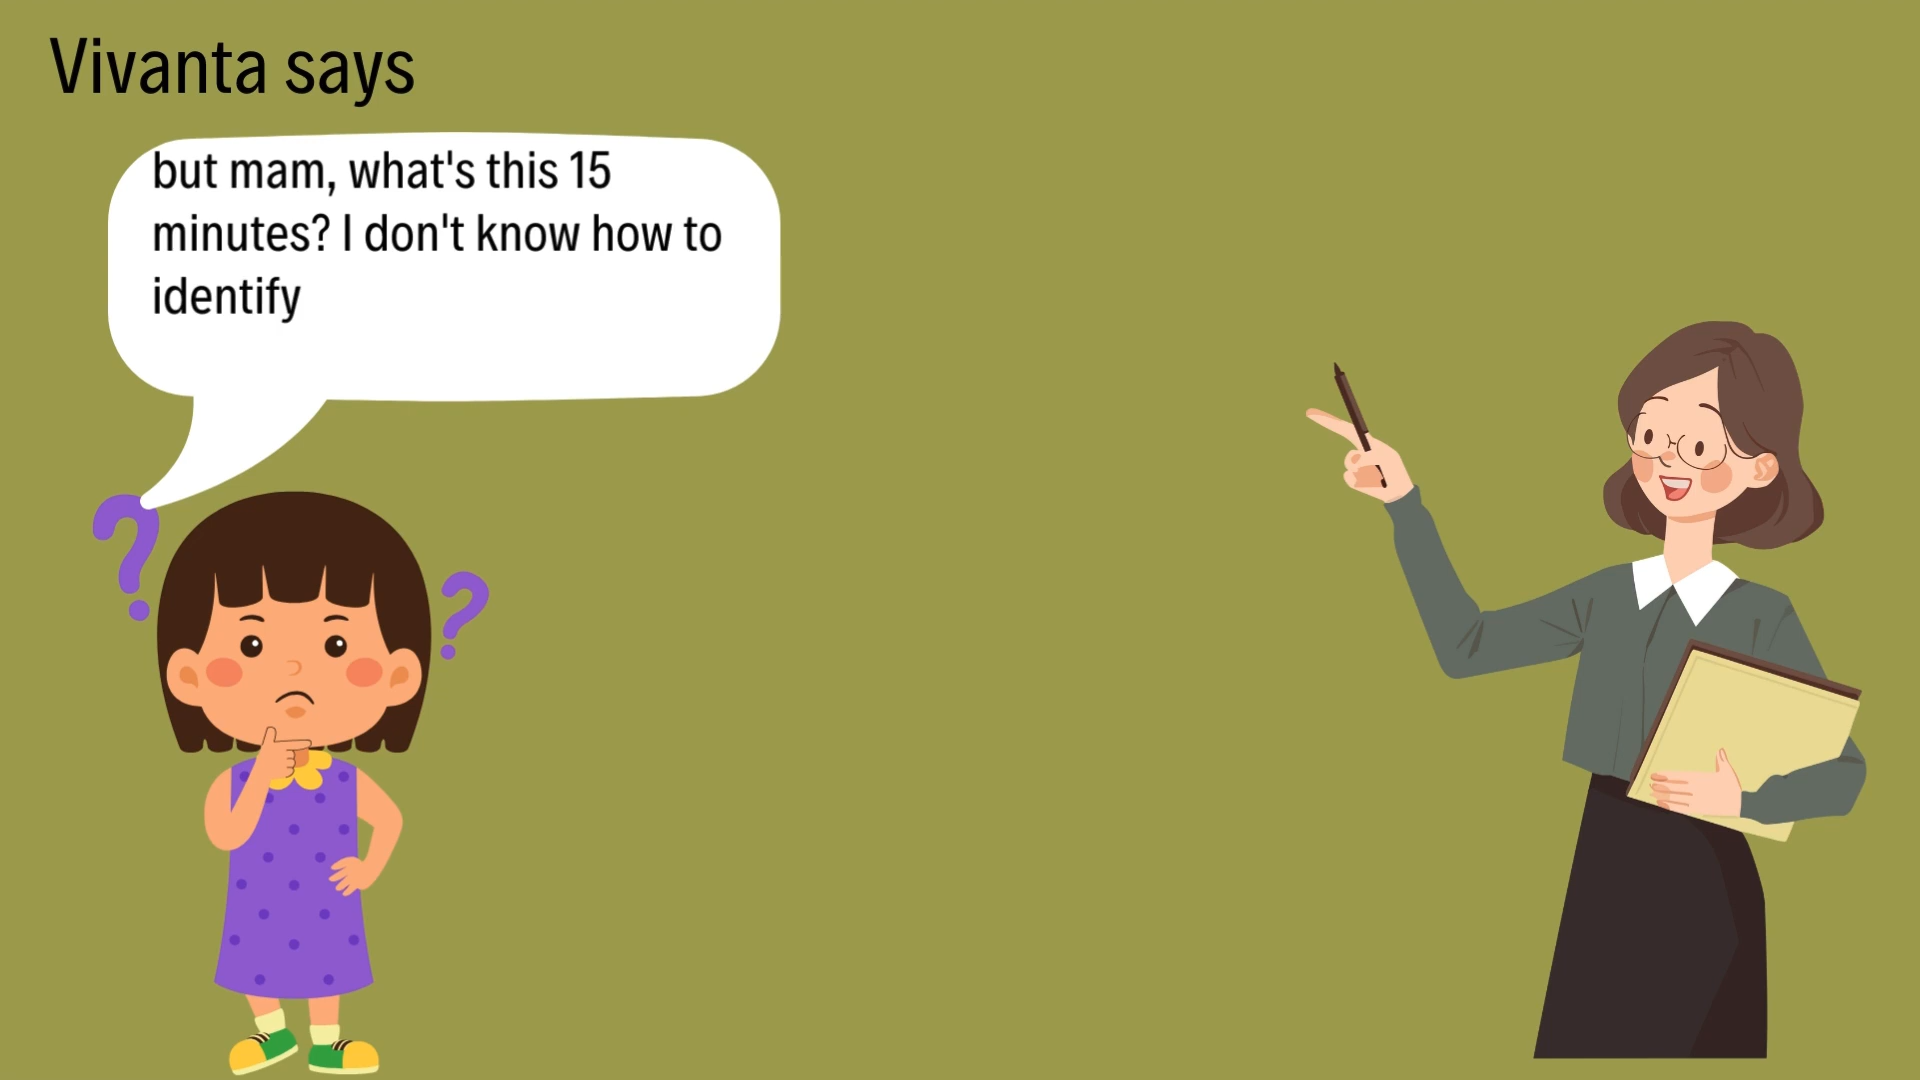 Vivanta says
but mam, what's this 15
minutes? I don't know how to
identify